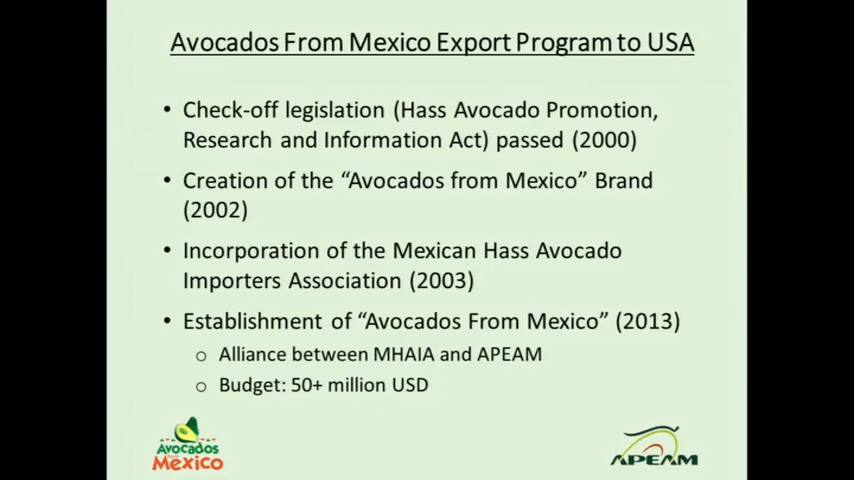 Avocados From Mexico Export Program to USA
• Check-off legislation (Hass Avocado Promotion,
Research and Information Act) passed (2000)
• Creation of the “Avocados from Mexico” Brand
(2002)
• Incorporation of the Mexican Hass Avocado
Importers Association (2003)
• Establishment of “Avocados From Mexico” (2013)
o Alliance between MHAIA and APEAM
o Budget: 50+ million USD
Avocados
Mexico
APEAM